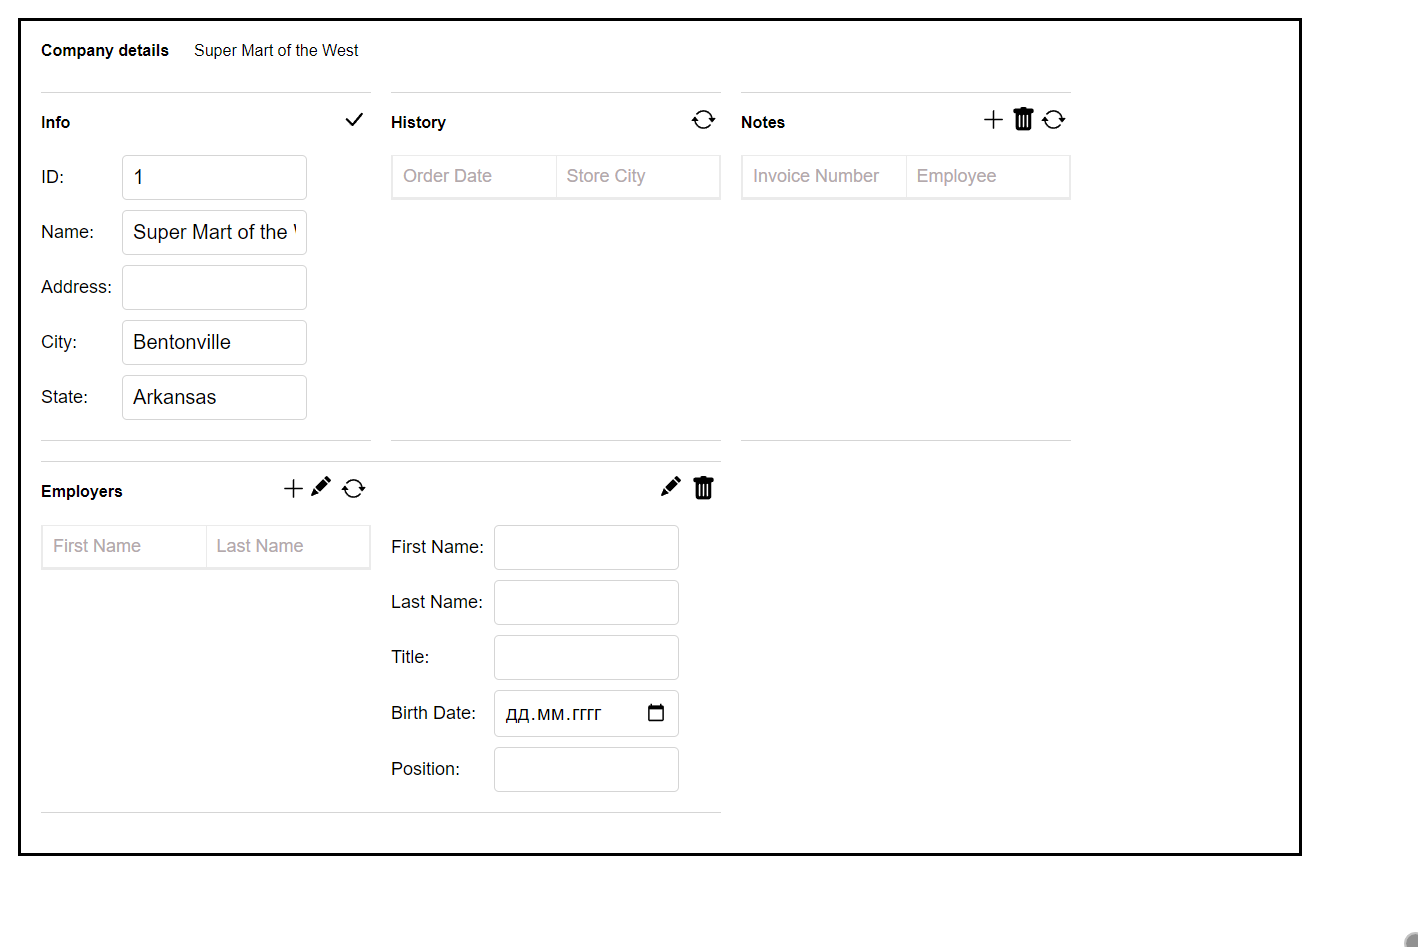 Company details Super Mart of the West
Info
ID: 1
Name: Super Mart of the
Address:
City: Bentonville
State: Arkansas
History
Order Date Store City
Notes
Invoice Number Employee
Employers
First Name Last Name
First Name:
Last Name:
Title:
Birth Date: дд.мм.гггг
Position: